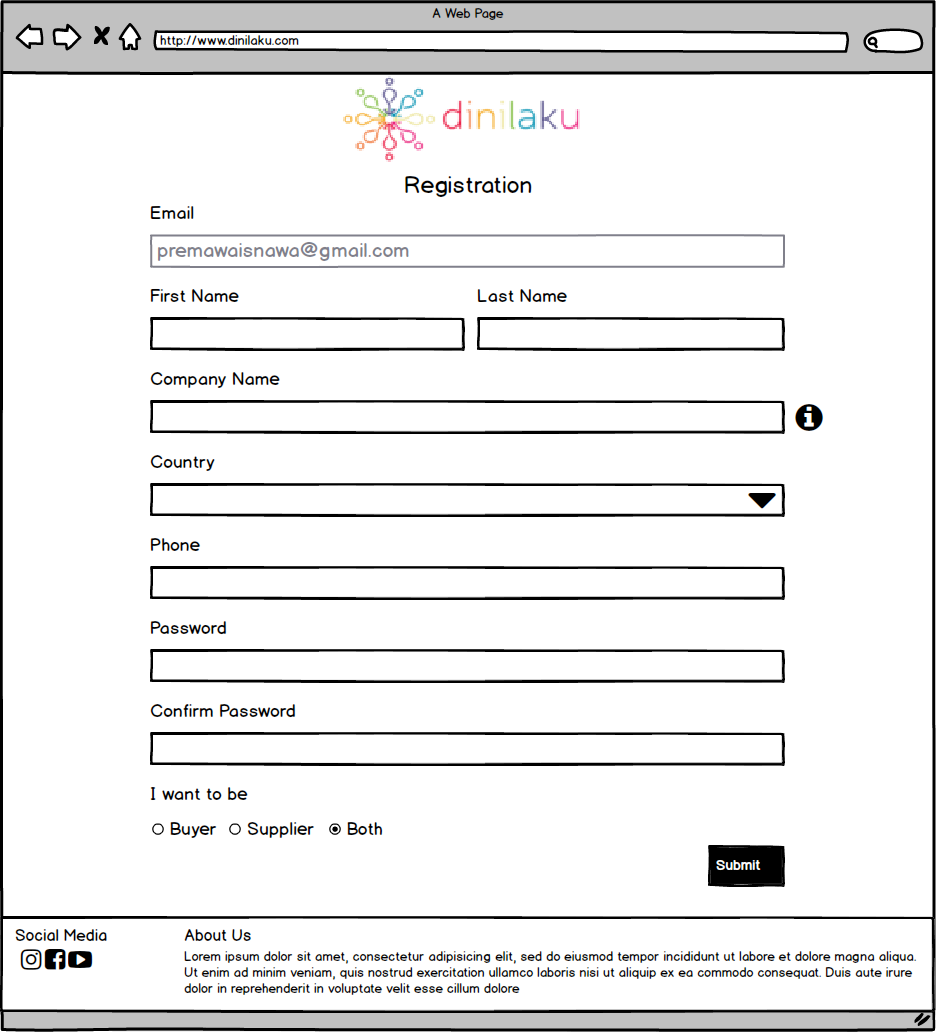 A Web Page
http://www.dinilaku.com
dinilaku
Registration
Email
premawaisnawa@gmail.com
First Name Last Name
Company Name
Country
Phone
Password
Confirm Password
I want to be
Buyer Supplier Both
Submit
Social Media About Us
Lorem ipsum dolor sit amet, consectetur adipisicing elit, sed do eiusmod tempor incididunt ut labore et dolore magna aliqua.
Ut enim ad minim veniam, quis nostrud exercitation ullamco laboris nisi ut aliquip ex ea commodo consequat. Duis aute irure
dolor in reprehenderit in voluptate velit esse cillum dolore